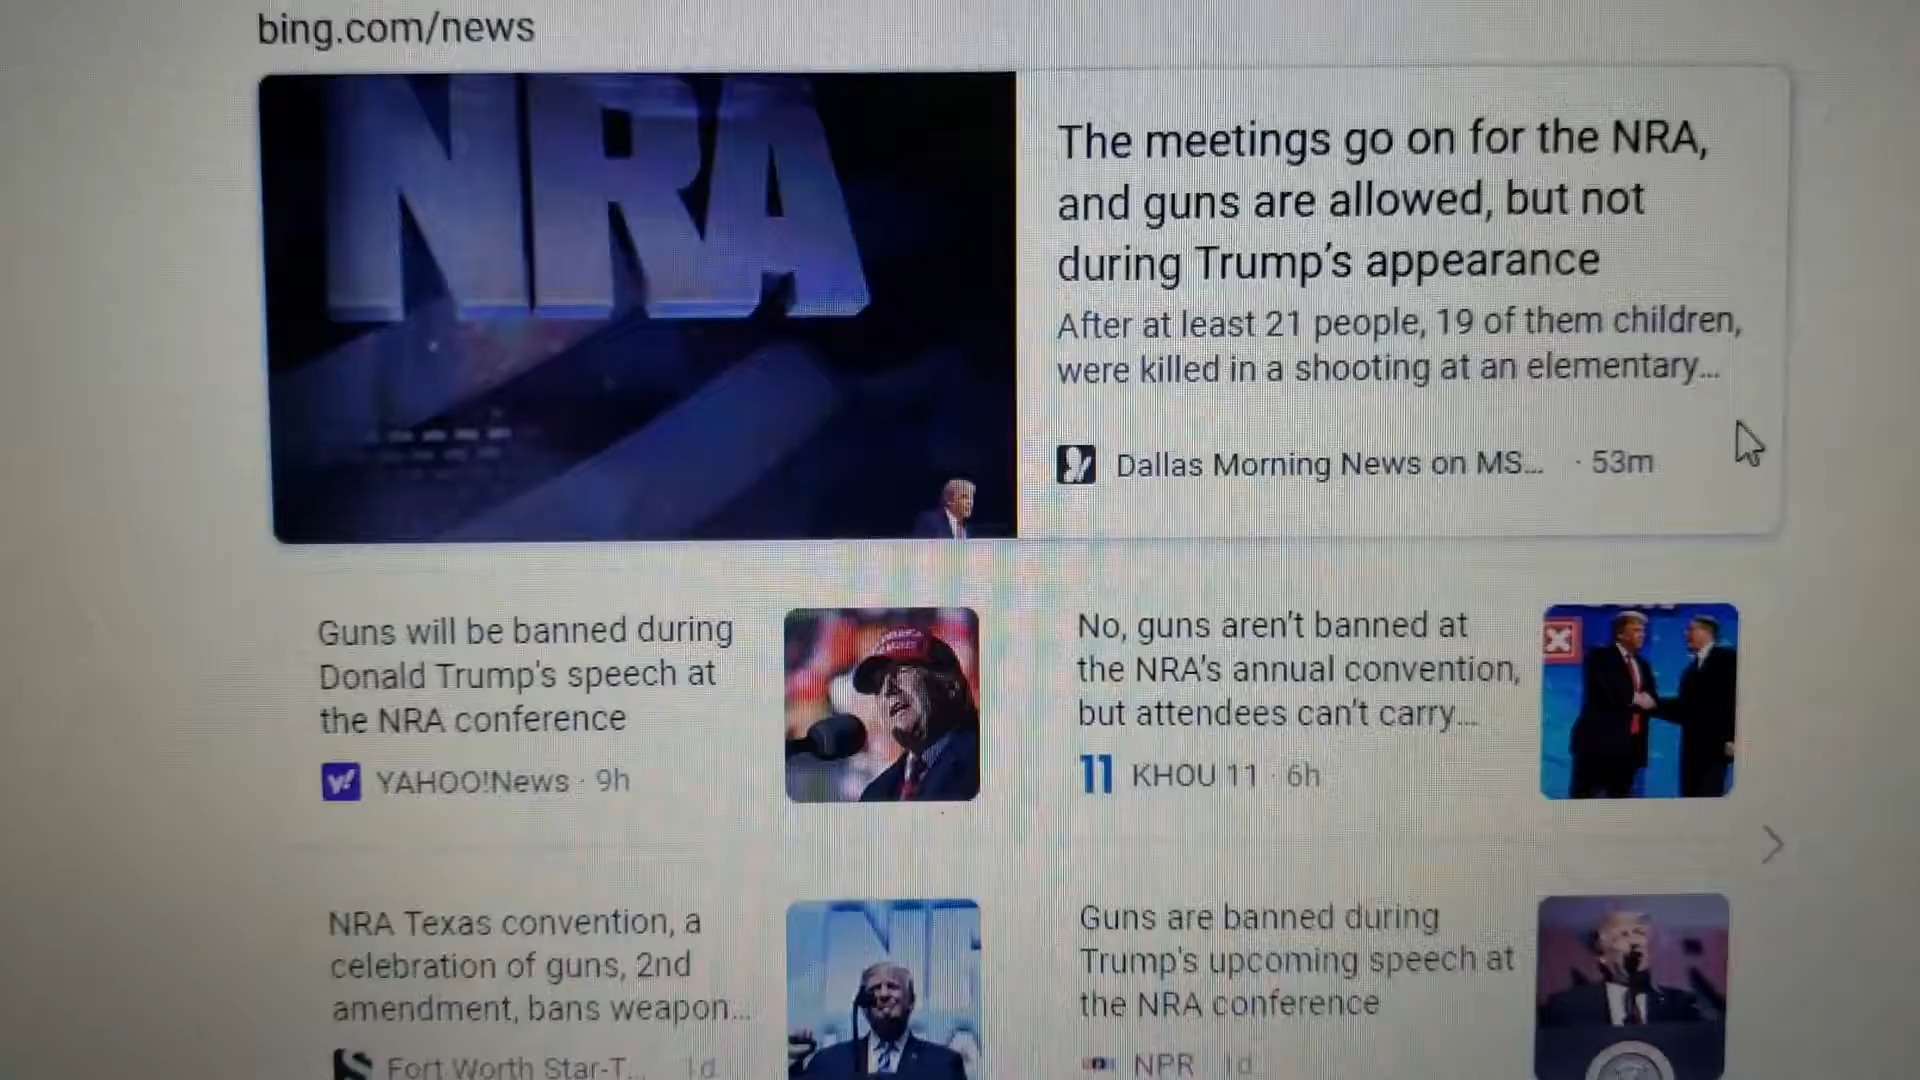 bing.com/news
NRA
The meetings go on for the NRA,
and guns are allowed, but not
during Trump's appearance
After at least 21 people, 19 of them children,
were killed in a shooting at an elementary...
Dallas Morning News on MS... · 53m
Guns will be banned during
Donald Trump's speech at
the NRA conference
y! YAHOO!News · 9h
No, guns aren't banned at
the NRA's annual convention,
but attendees can't carry...
11 KHOU 11 · 6h
NRA Texas convention, a
celebration of guns, 2nd
amendment, bans weapon...
Fort Worth Star-T... 1d
Guns are banned during
Trump's upcoming speech at
the NRA conference
NPR 1d